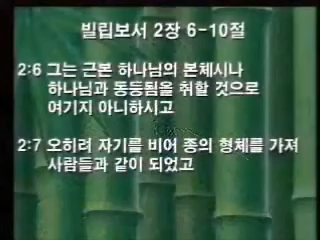 빌립보서 2장 6-10절
2:6 그는 근본 하나님의 본체시나
하나님과 동등됨을 취할 것으로
여기지 아니하시고
2:7 오히려 자기를 비어 종의 형체를 가져
사람들과 같이 되었고